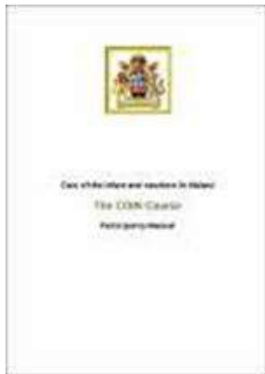 Care of the infant and newborn in Malawi
The COIN Course
Participants Manual